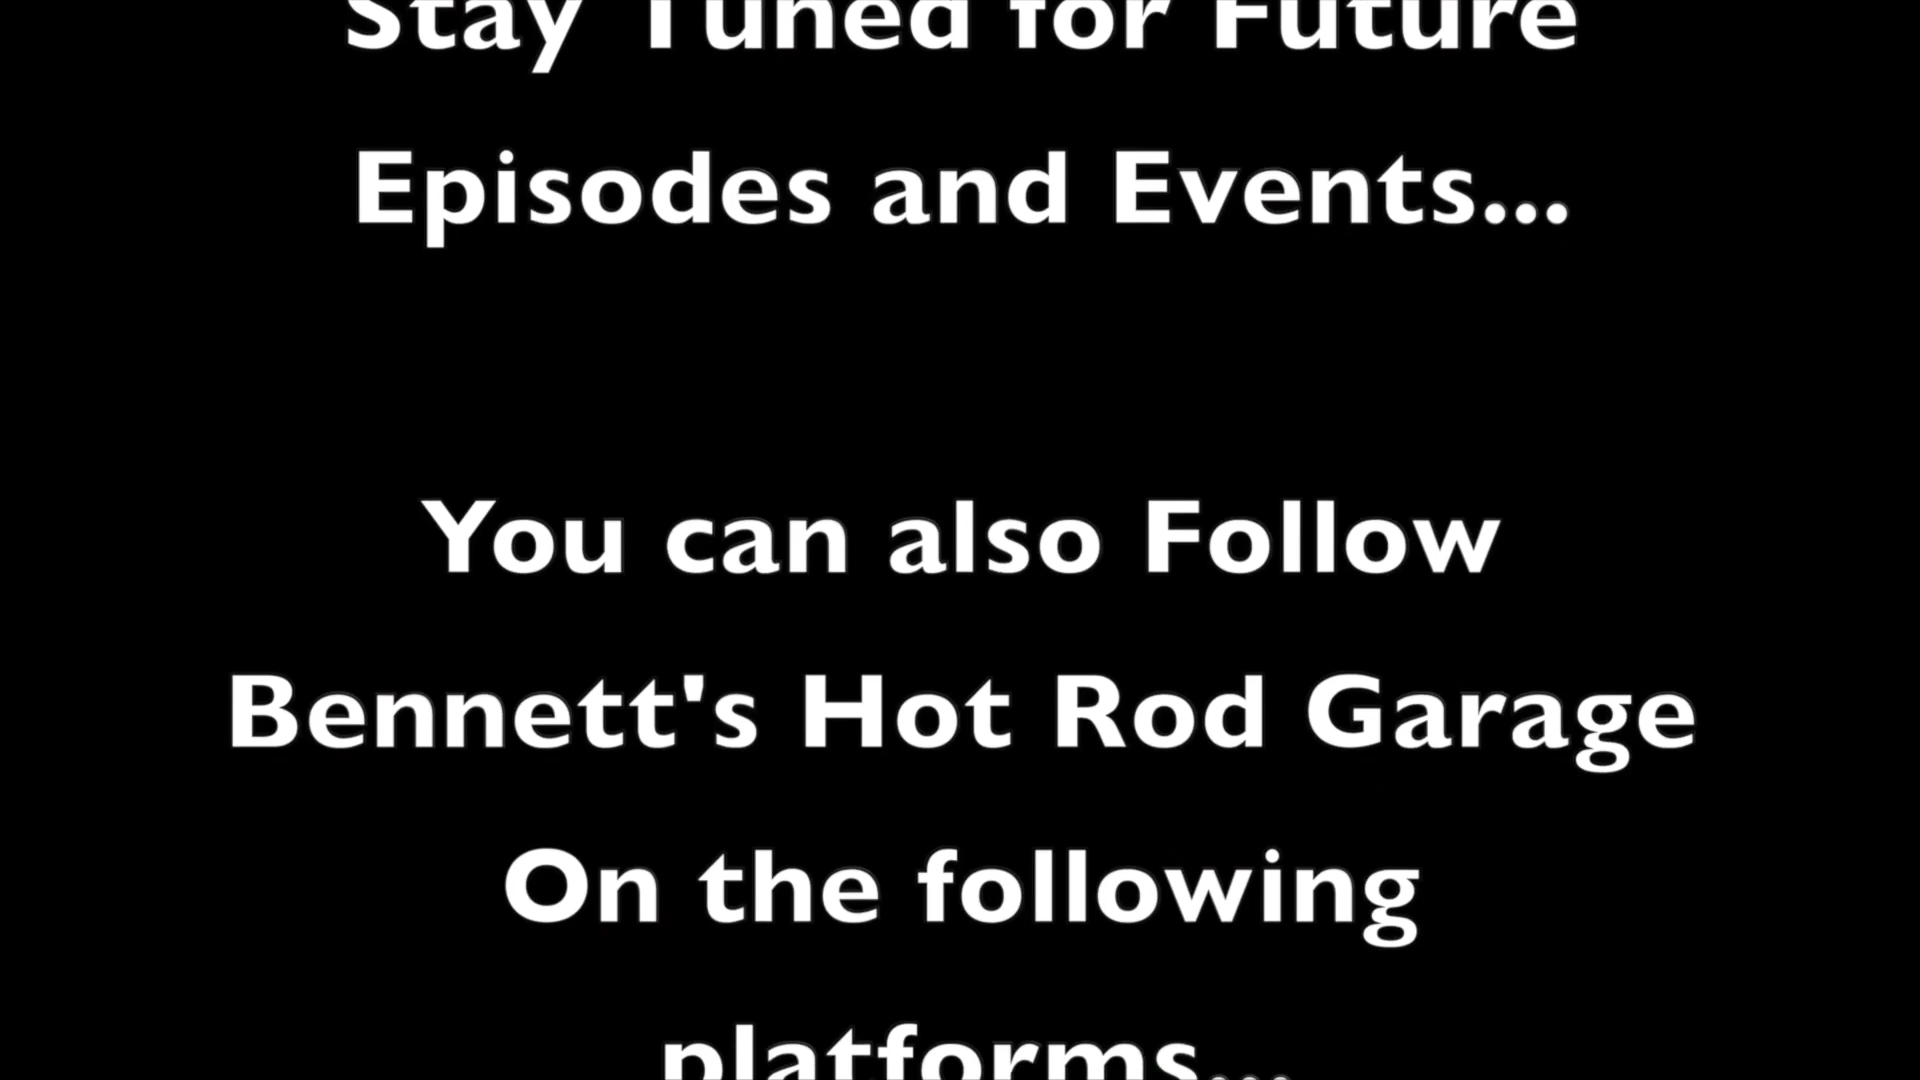 Stay Tuned for Future
Episodes and Events...
You can also Follow
Bennett's Hot Rod Garage
On the following
platforms...